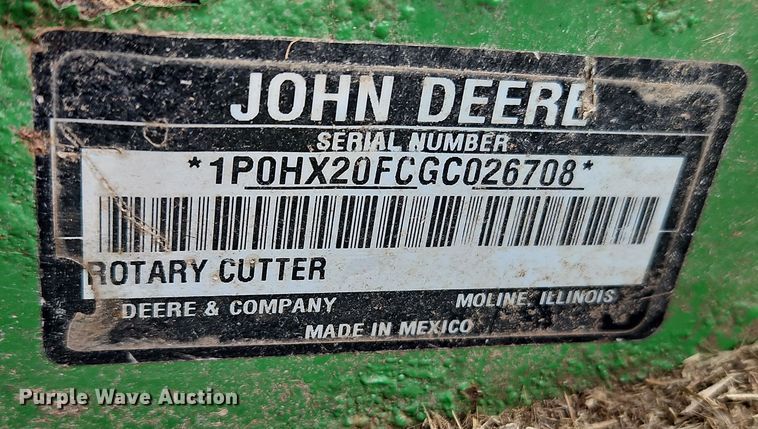 JOHN DEERE
SERIAL NUMBER
*1P0HX20FCGC026708*
ROTARY CUTTER
DEERE & COMPANY MOLINE, ILLINOIS
MADE IN MEXICO
Purple Wave Auction